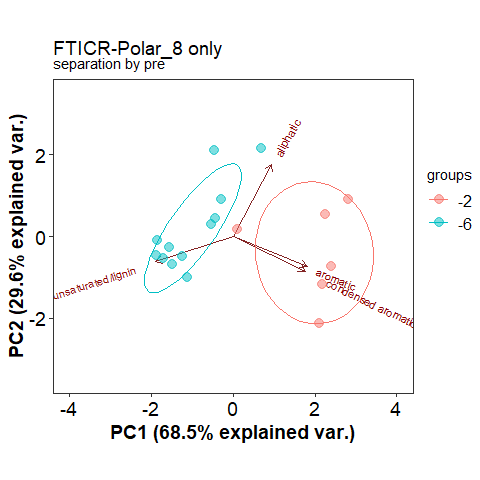 FTICR-Polar_8 only
separation by pre
PC2 (29.6% explained var.)
2
0
-2
aliphatic
unsaturated lignin
aromatic
condensed aromatic
groups
-2
-6
-4
-2
0
2
4
PC1 (68.5% explained var.)